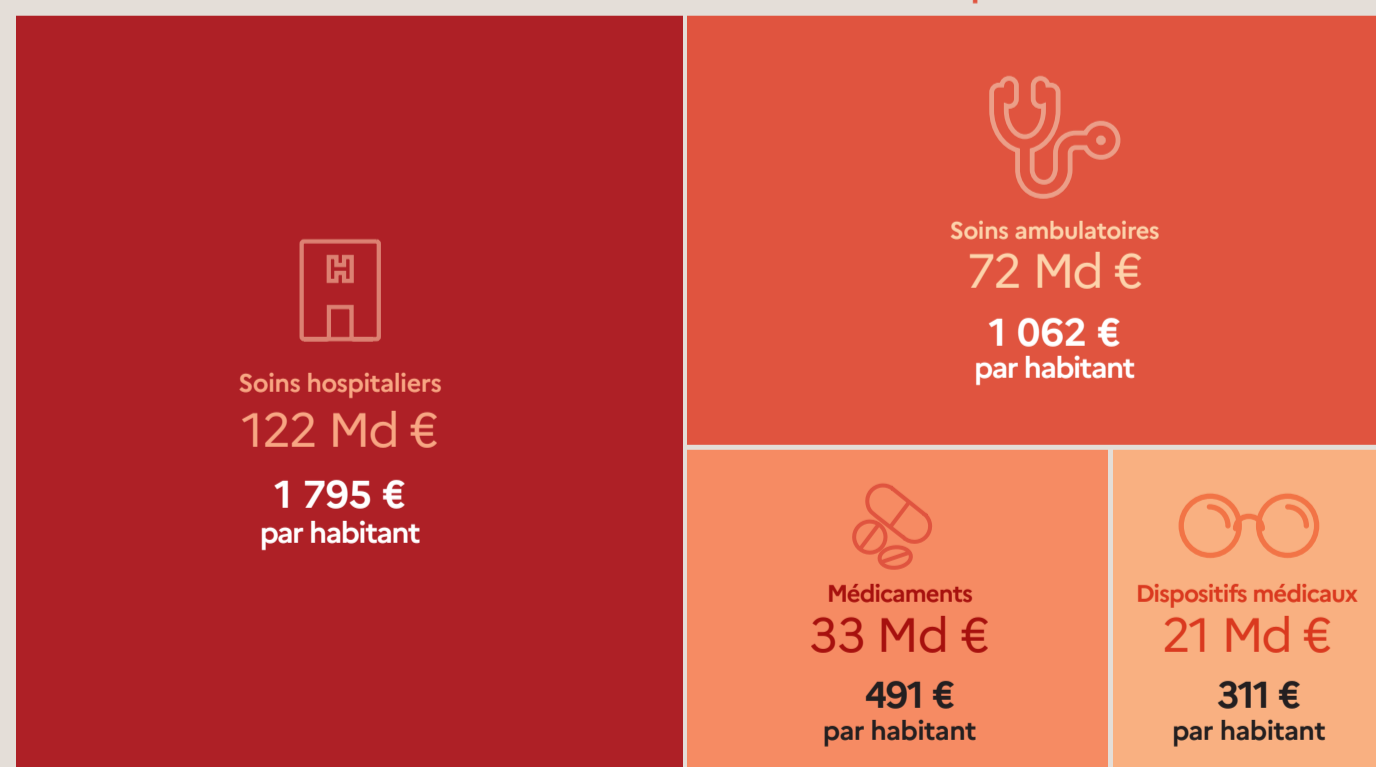 Soins hospitaliers
122 Md €
1 795 €
par habitant
Soins ambulatoires
72 Md €
1 062 €
par habitant
Médicaments
33 Md €
491 €
par habitant
Dispositifs médicaux
21 Md €
311 €
par habitant